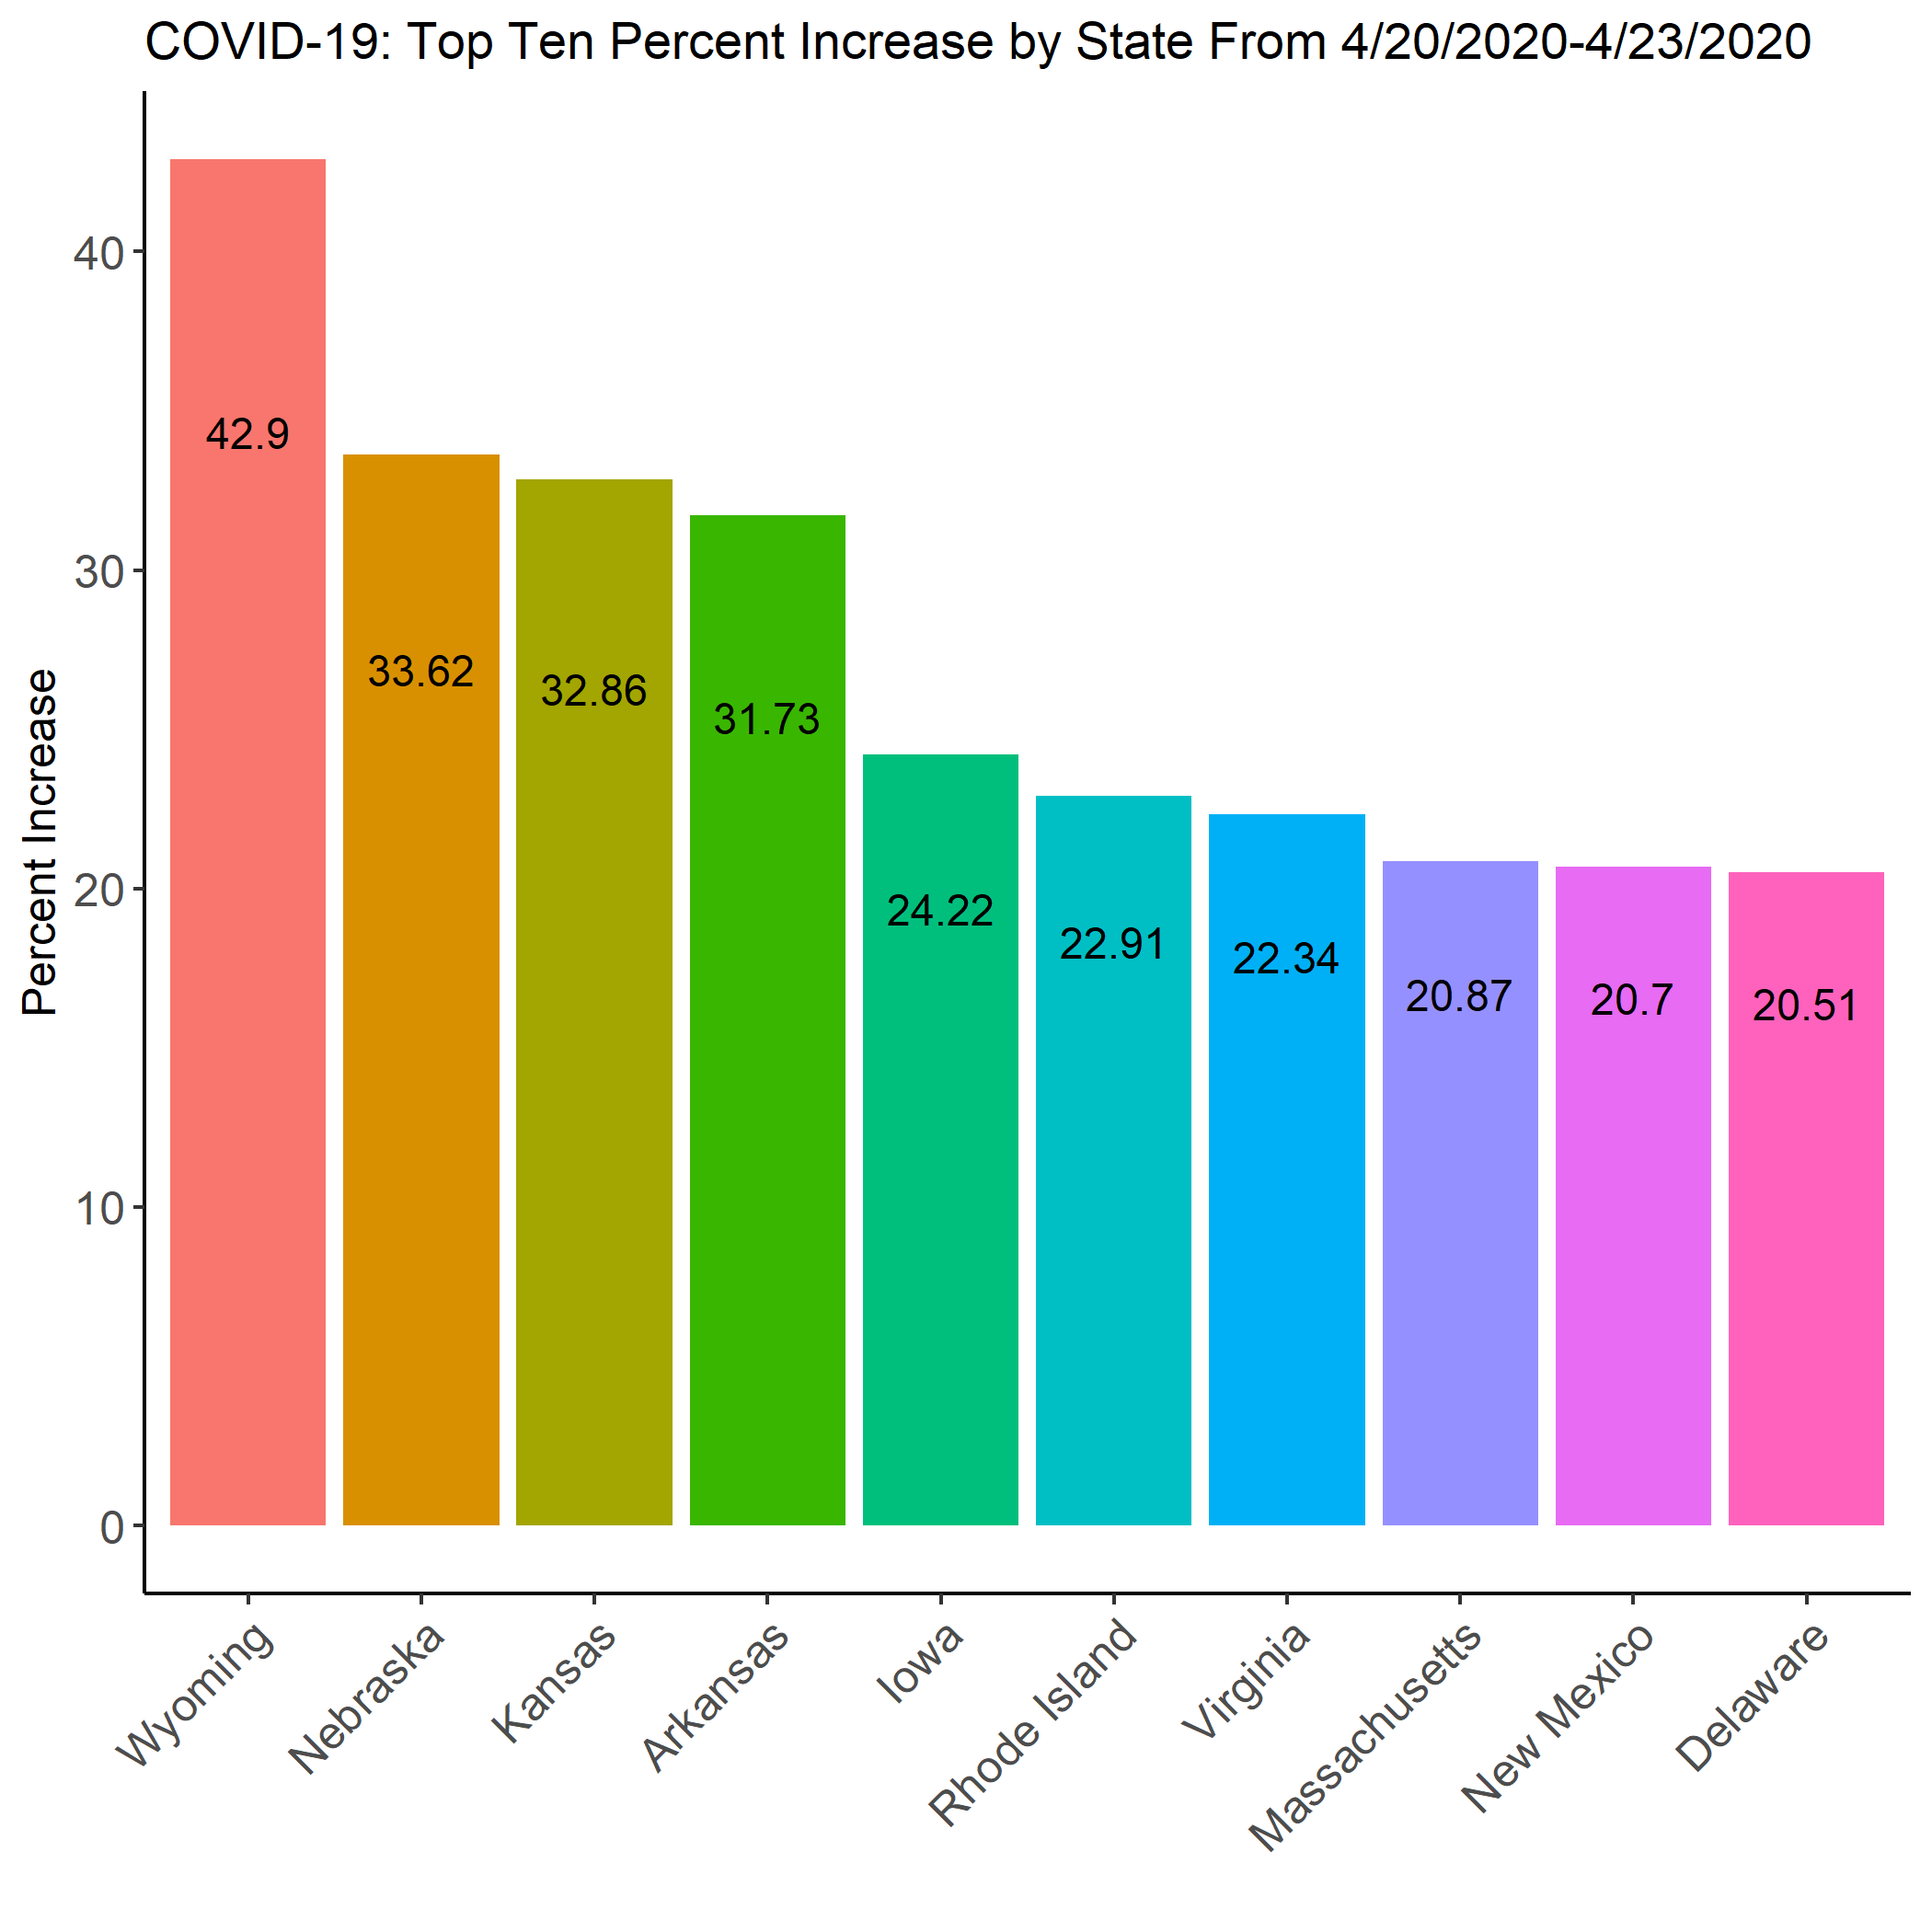 COVID-19: Top Ten Percent Increase by State From 4/20/2020-4/23/2020
Percent Increase
40
30
20
10
0
42.9
33.62
32.86
31.73
24.22
22.91
22.34
20.87
20.7
20.51
Wyoming
Nebraska
Kansas
Arkansas
Iowa
Rhode Island
Virginia
Massachusetts
New Mexico
Delaware